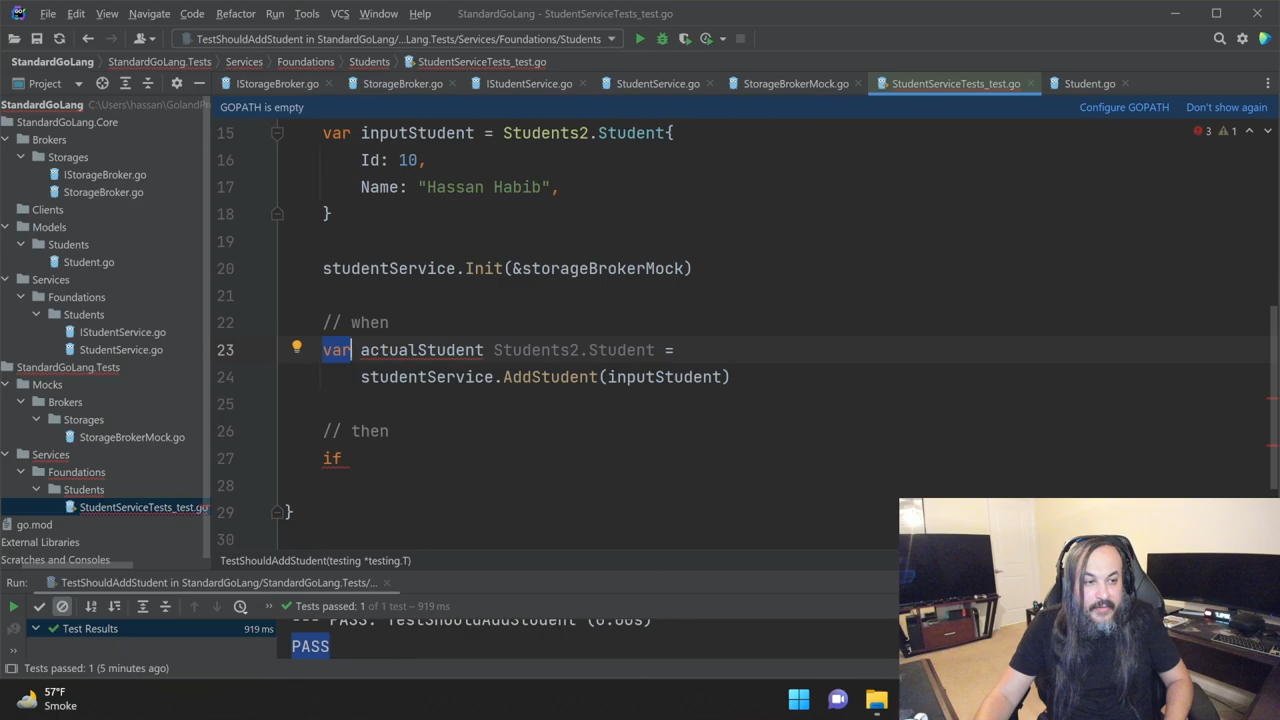 File Edit View Navigate Code Refactor Run Tools VCS Window Help StandardGoLang - StudentServiceTests_test.go
TestShouldAddStudent in StandardGoLang/...Lang.Tests/Services/Foundations/Students
StandardGoLang StandardGoLang.Tests Services Foundations Students StudentServiceTests_test.go
Project IStorageBroker.go StorageBroker.go IStudentService.go StudentService.go StorageBrokerMock.go StudentServiceTests_test.go Student.go
GOPATH is empty Configure GOPATH Don't show again
StandardGoLang C:\Users\hassan\GolandPr
StandardGoLang.Core
Brokers
Storages
IStorageBroker.go
StorageBroker.go
Clients
Models
Students
Student.go
Services
Foundations
Students
IStudentService.go
StudentService.go
StandardGoLang.Tests
Mocks
Brokers
Storages
StorageBrokerMock.go
Services
Foundations
Students
StudentServiceTests_test.go
go.mod
External Libraries
Scratches and Consoles
3 1
15 var inputStudent = Students2.Student{
16 Id: 10,
17 Name: "Hassan Habib",
18 }
19
20 studentService.Init(&storageBrokerMock)
21
22 // when
23 var actualStudent Students2.Student =
24 studentService.AddStudent(inputStudent)
25
26 // then
27 if
28
29 }
30
TestShouldAddStudent(testing *testing.T)
Run: TestShouldAddStudent in StandardGoLang/StandardGoLang.Tests/...
Tests passed: 1 of 1 test – 919 ms
Test Results 919 ms
--- PASS: TestShouldAddStudent (0.00s)
PASS
Tests passed: 1 (5 minutes ago)
57°F
Smoke